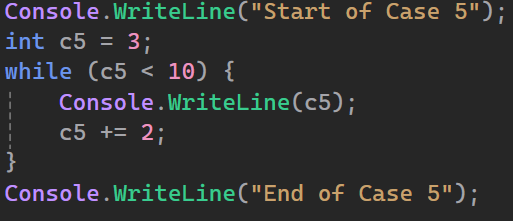 Console.WriteLine("Start of Case 5");
int c5 = 3;
while (c5 < 10) {
    Console.WriteLine(c5);
    c5 += 2;
}
Console.WriteLine("End of Case 5");